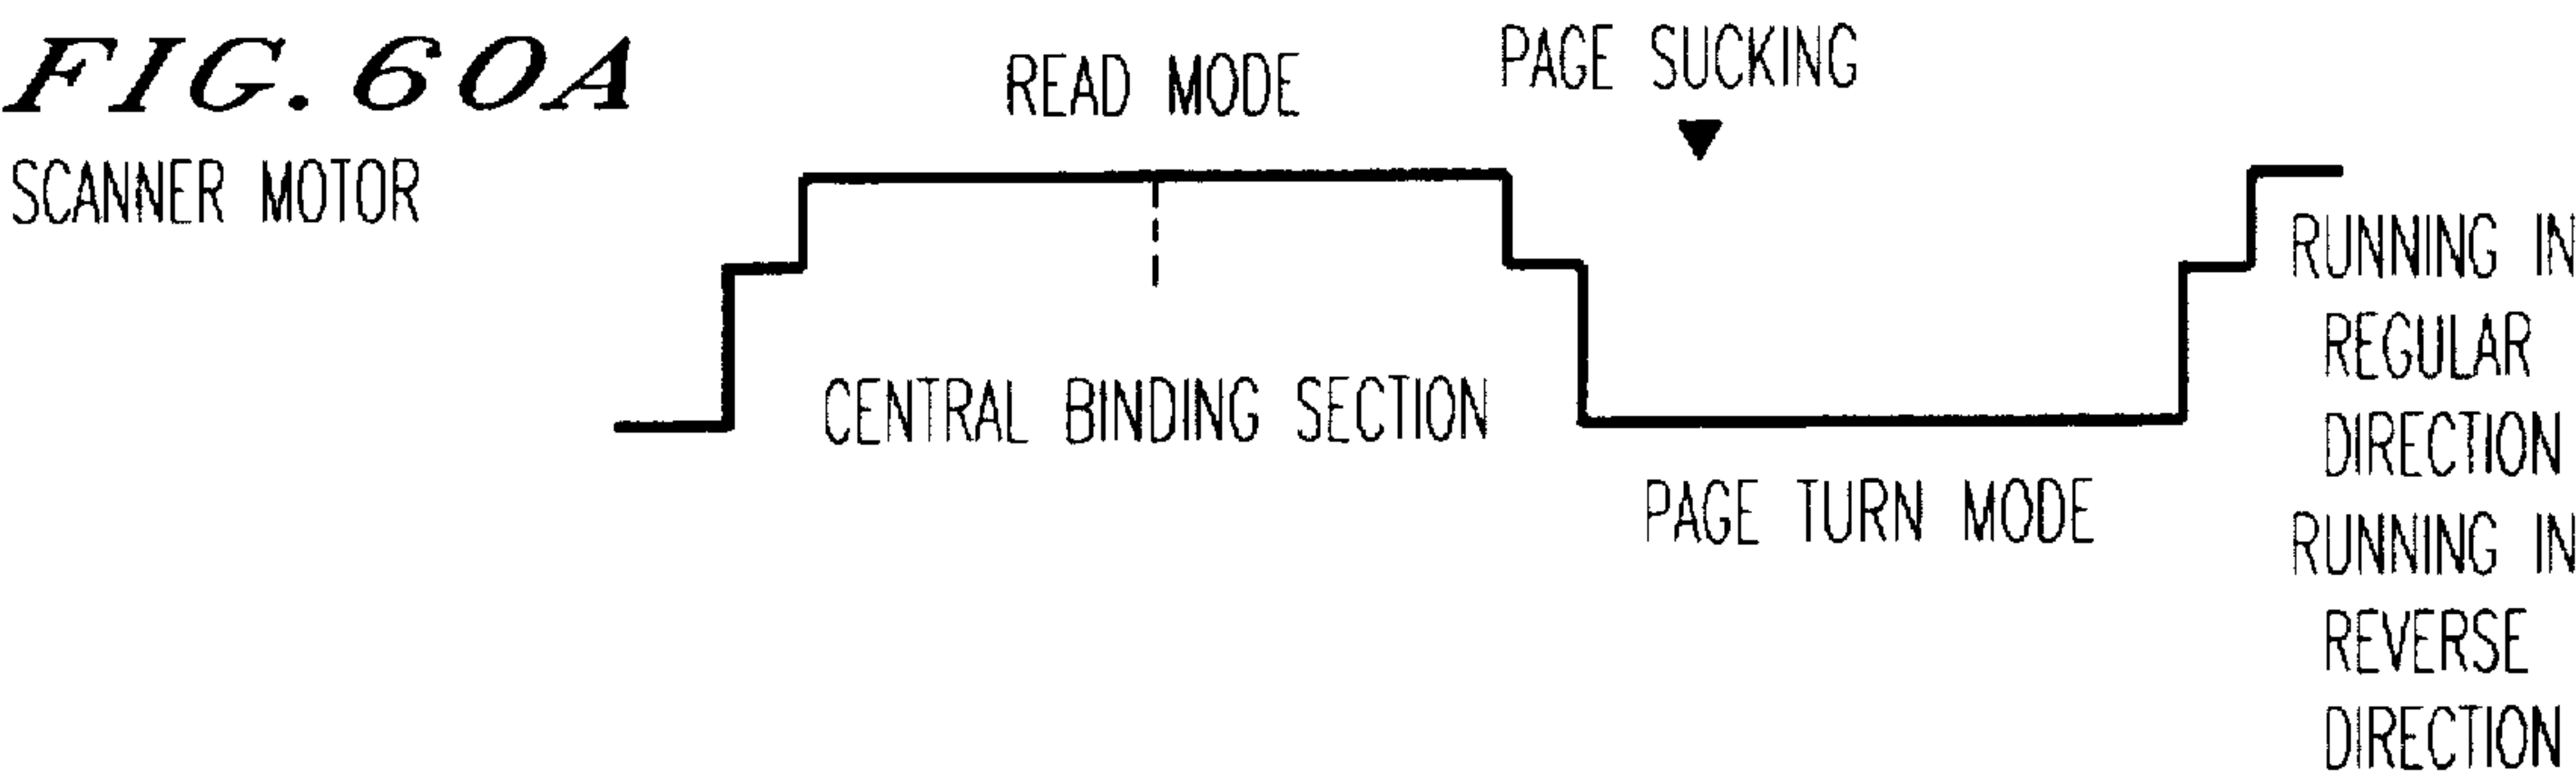 FIG. 60A
SCANNER MOTOR
READ MODE
PAGE SUCKING
CENTRAL BINDING SECTION
PAGE TURN MODE
RUNNING IN
REGULAR
DIRECTION
RUNNING IN
REVERSE
DIRECTION